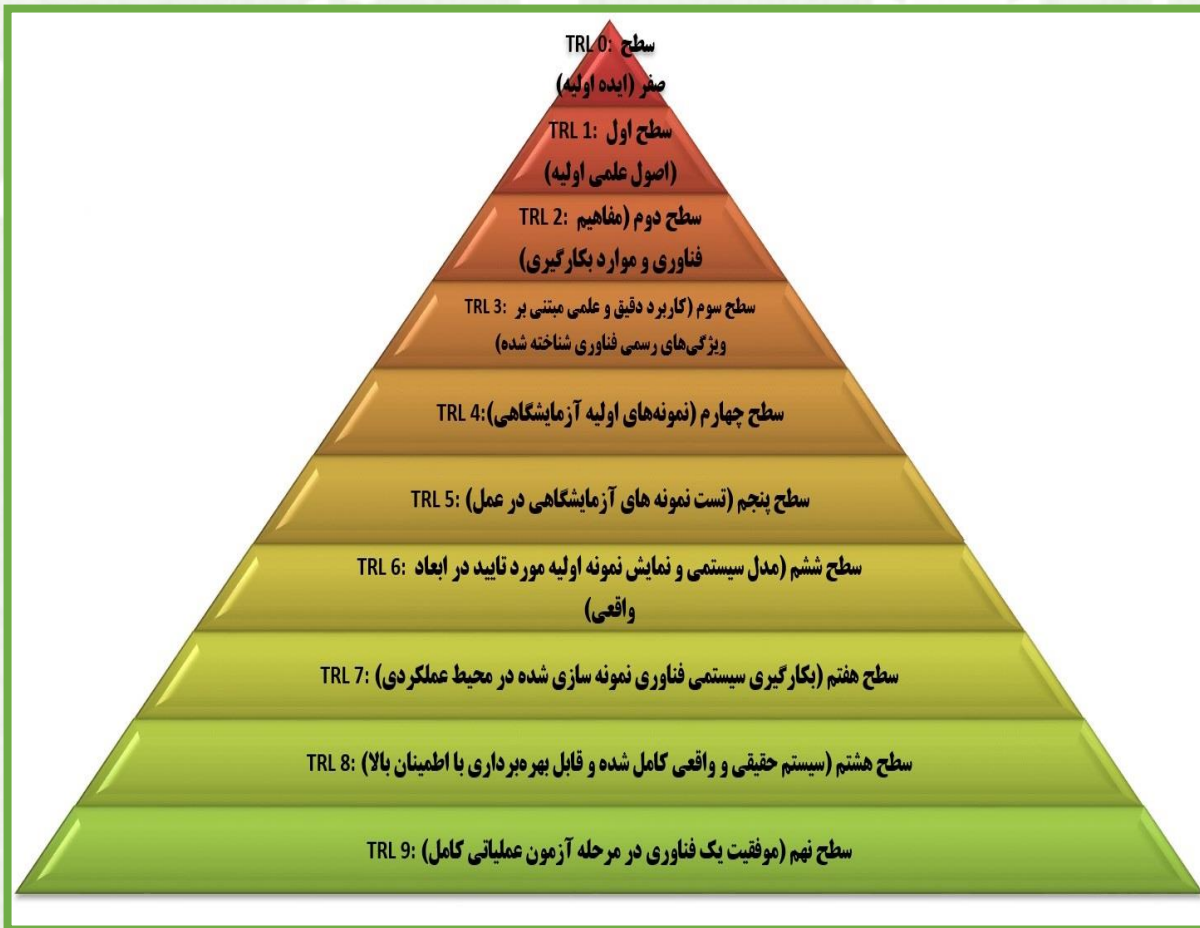 TRL 0: سطح
صفر (ایده اولیه)
TRL 1: سطح اول
(اصول علمی اولیه)
TRL 2: سطح دوم (مفاهیم
فناوری و موارد بکارگیری)
TRL 3: سطح سوم (کاربرد دقیق و علمی مبتنی بر
ویژگی‌های رسمی فناوری شناخته شده)
TRL 4:سطح چهارم (نمونه‌های اولیه آزمایشگاهی)
TRL 5: سطح پنجم (تست نمونه های آزمایشگاهی در عمل)
TRL 6: سطح ششم (مدل سیستمی و نمایش نمونه اولیه مورد تایید در ابعاد
واقعی)
TRL 7: سطح هفتم (بکارگیری سیستمی فناوری نمونه سازی شده در محیط عملکردی)
TRL 8: سطح هشتم (سیستم حقیقی و واقعی کامل شده و قابل بهره‌برداری با اطمینان بالا)
TRL 9: سطح نهم (موفقیت یک فناوری در مرحله آزمون عملیاتی کامل)